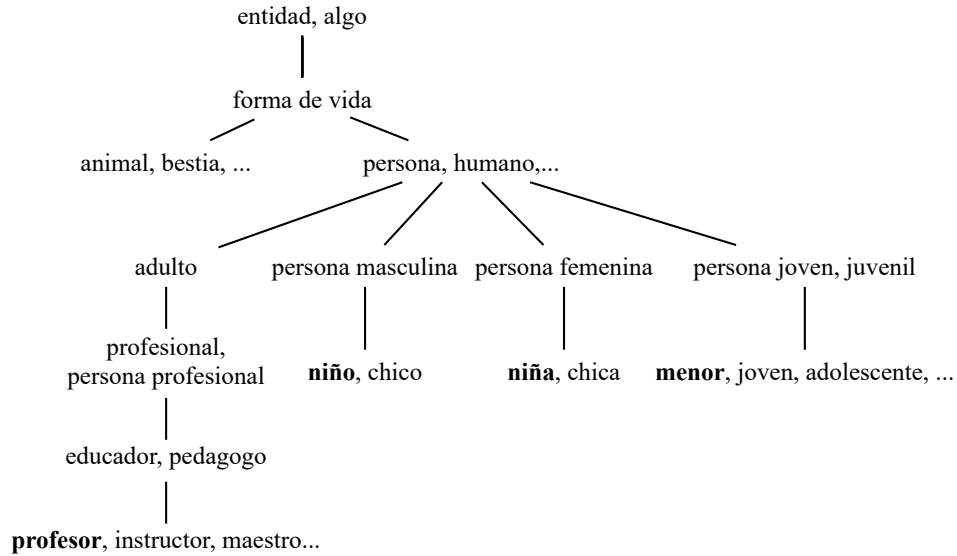 entidad, algo
forma de vida
animal, bestia, ...
persona, humano,...
adulto
persona masculina
persona femenina
persona joven, juvenil
profesional,
persona profesional
niño, chico
niña, chica
menor, joven, adolescente, ...
educador, pedagogo
profesor, instructor, maestro...